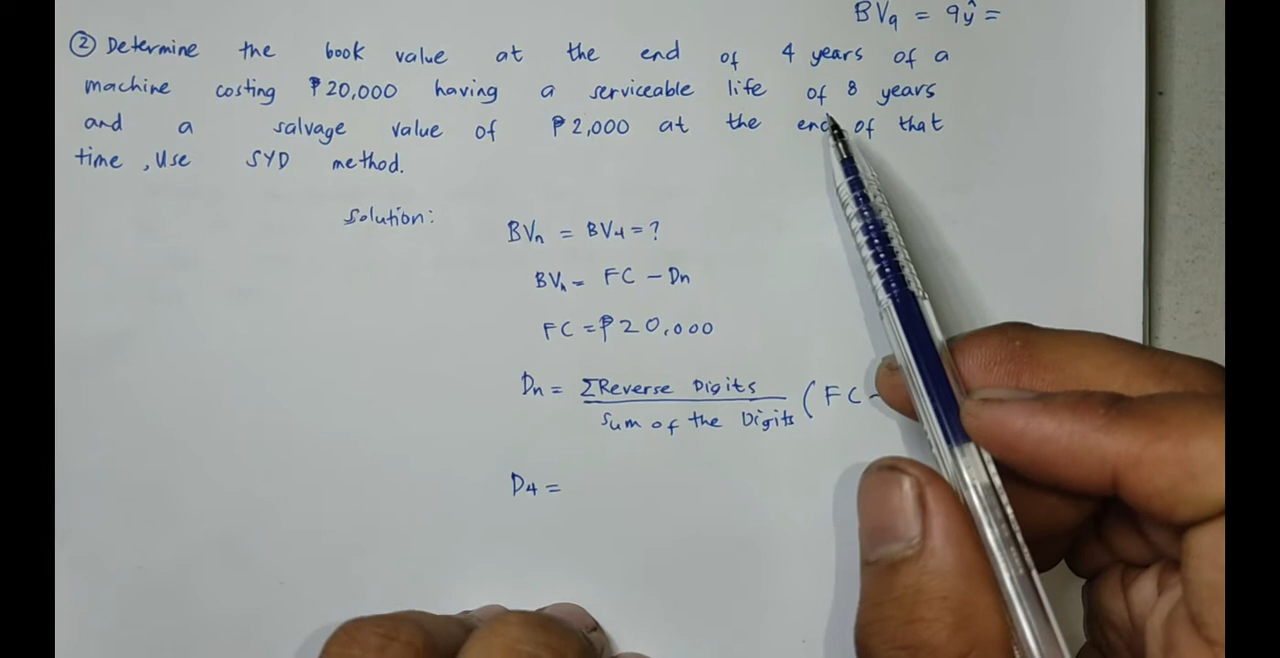 BV₉ = 9ŷ =
② Determine the book value at the end of 4 years of a
machine costing ₱20,000 having a serviceable life of 8 years
and a salvage value of ₱2,000 at the end of that
time, Use SYD method.
Solution:
BVₙ = BV₄ = ?
BVₙ = FC - Dn
FC = ₱20,000
Dn = ΣReverse Digits / Sum of the Digits (FC -
D4 =